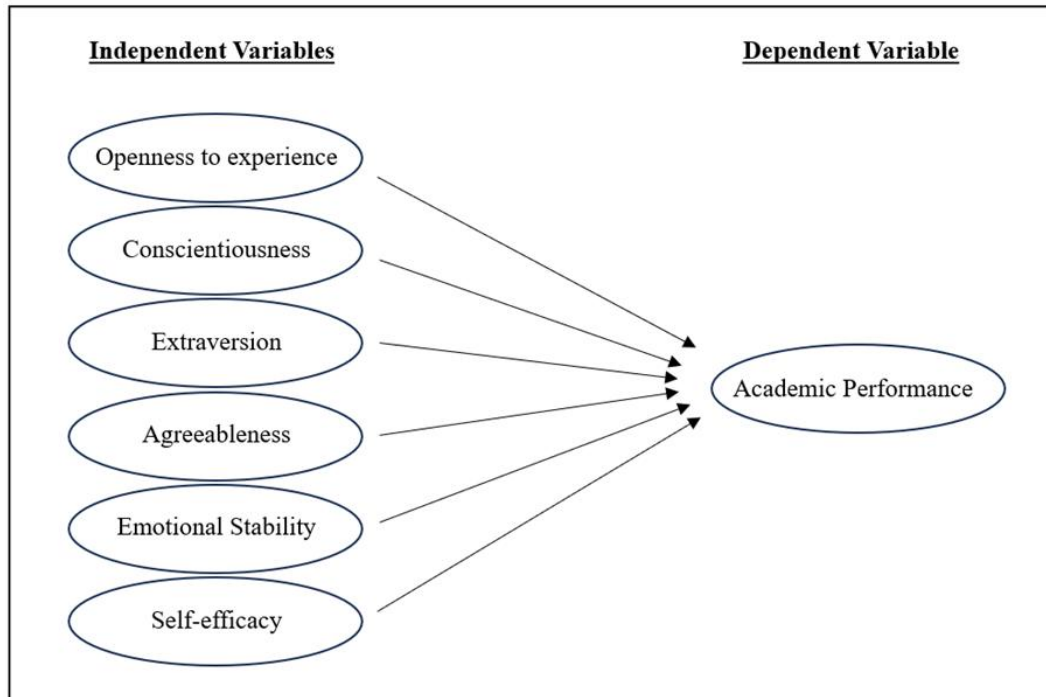 Independent Variables
Dependent Variable
Openness to experience
Conscientiousness
Extraversion
Agreeableness
Emotional Stability
Self-efficacy
Academic Performance